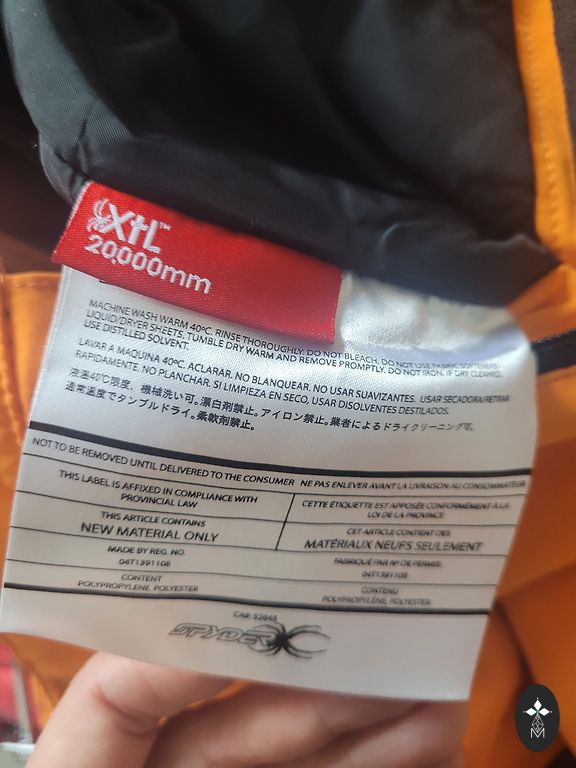 XtL™
20,000mm
MACHINE WASH WARM 40ºC. RINSE THOROUGHLY. DO NOT BLEACH. DO NOT USE FABRIC SOFTENERS.
LIQUID/DRYER SHEETS, TUMBLE DRY WARM AND REMOVE PROMPTLY. DO NOT IRON. IF DRY CLEANED,
USE DISTILLED SOLVENT.
LAVAR A MAQUINA 40ºC. ACLARAR. NO BLANQUEAR. NO USAR SUAVIZANTES. USAR SECADORA/RETIRAR
RAPIDAMENTE. NO PLANCHAR. SI LIMPIEZA EN SECO, USAR DISOLVENTES DESTILADOS.
液温40℃限度、機械洗い可。漂白剤禁止。アイロン禁止。業者によるドライクリーニング可。
通常温度でタンブルドライ。柔軟剤禁止。
NOT TO BE REMOVED UNTIL DELIVERED TO THE CONSUMER NE PAS ENLEVER AVANT LA LIVRAISON AU CONSOMMATEUR
THIS LABEL IS AFFIXED IN COMPLIANCE WITH
PROVINCIAL LAW
CETTE ÉTIQUETTE EST APPOSÉE CONFORMÉMENT À LA
LOI DE LA PROVINCE
THIS ARTICLE CONTAINS
NEW MATERIAL ONLY
CET ARTICLE CONTIENT DES
MATÉRIAUX NEUFS SEULEMENT
MADE BY REG. NO.
04T1391108
FABRIQUÉ PAR Nº DE PERMIS:
04T1391108
CONTENT
POLYPROPYLENE, POLYESTER
CONTENU
POLYPROPYLENE, POLYESTER
CA# 52045
SPYDER
M